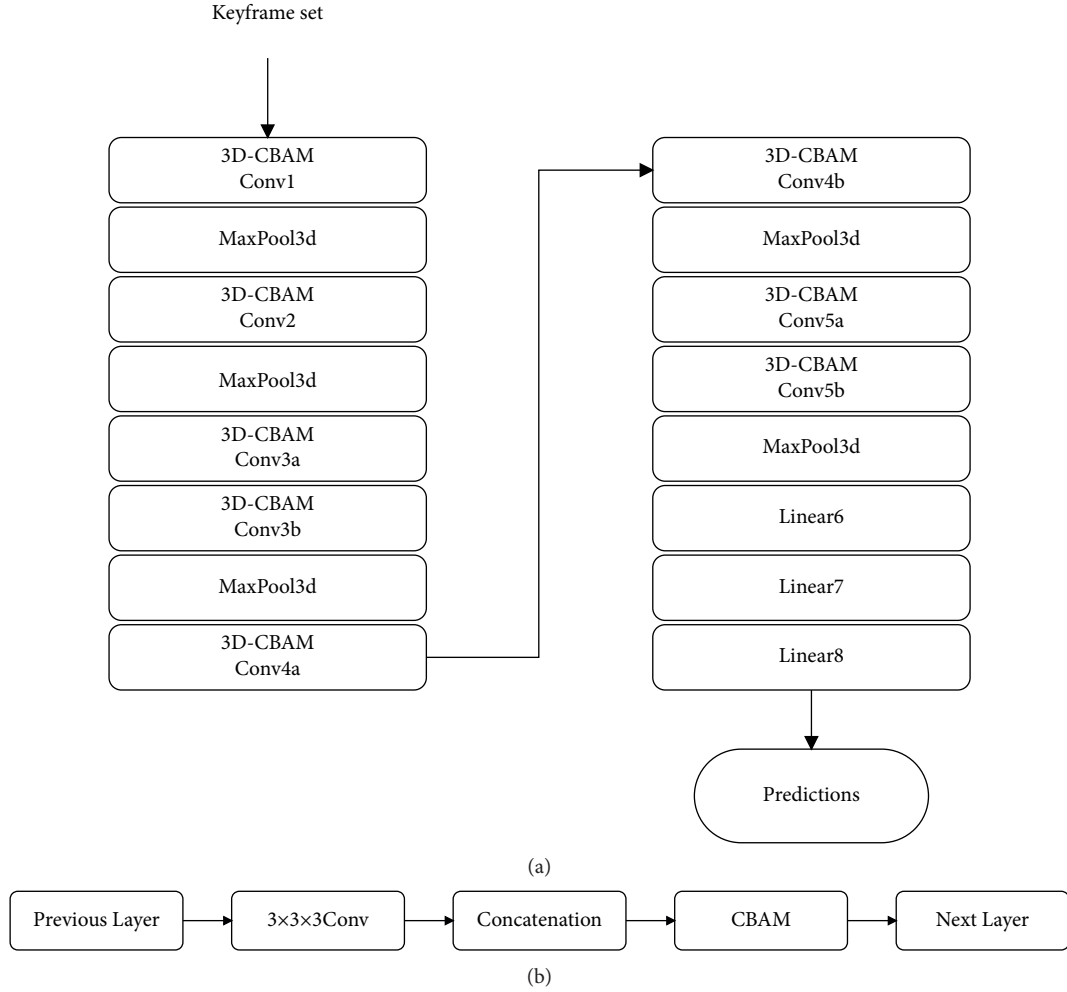 Keyframe set
3D-CBAM
Conv1
MaxPool3d
3D-CBAM
Conv2
MaxPool3d
3D-CBAM
Conv3a
3D-CBAM
Conv3b
MaxPool3d
3D-CBAM
Conv4a
3D-CBAM
Conv4b
MaxPool3d
3D-CBAM
Conv5a
3D-CBAM
Conv5b
MaxPool3d
Linear6
Linear7
Linear8
Predictions
(a)
Previous Layer
3×3×3Conv
Concatenation
CBAM
Next Layer
(b)